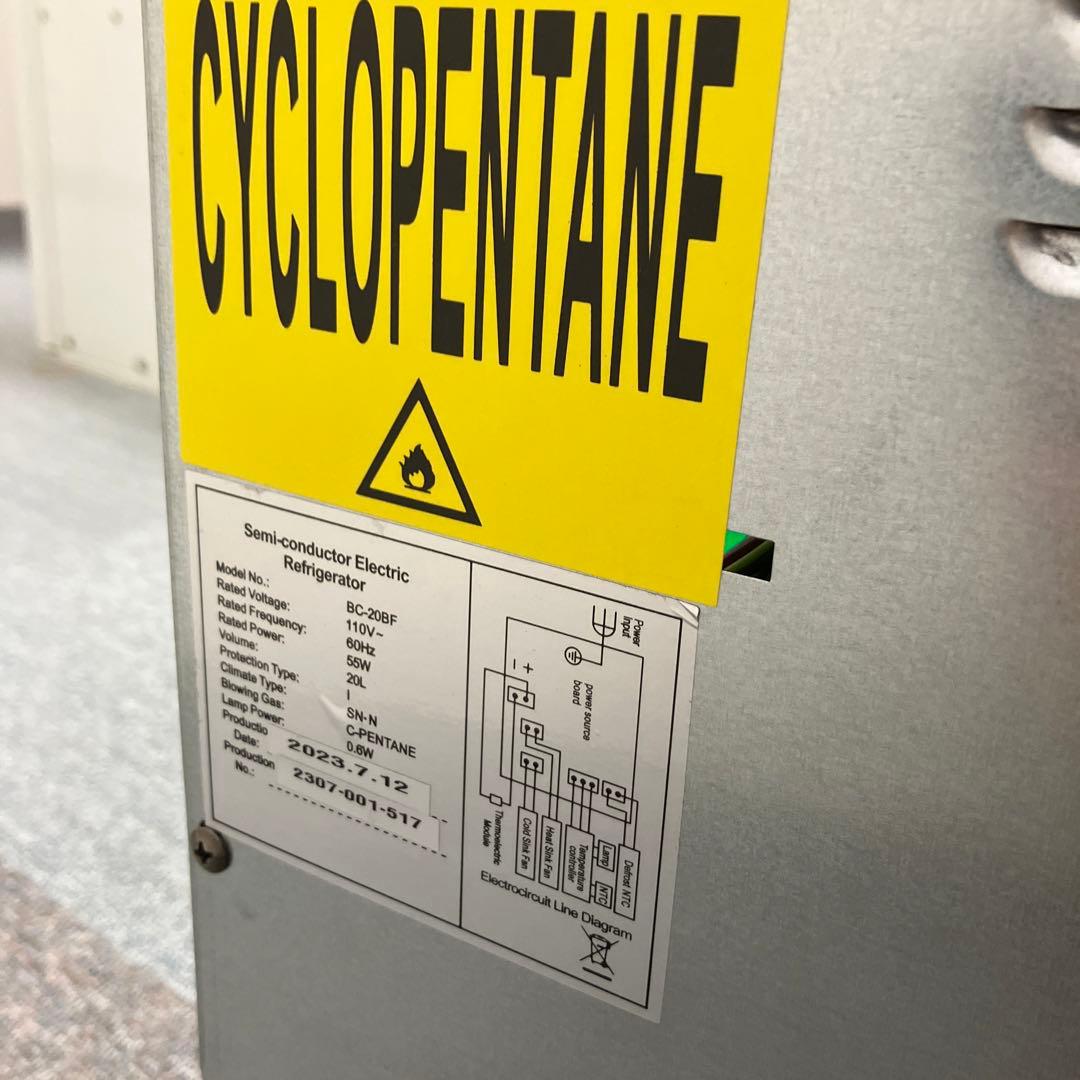 CYCLOPENTANE
Semi-conductor Electric
Refrigerator
Model No.: BC-20BF
Rated Voltage: 110V~
Rated Frequency: 60Hz
Rated Power: 55W
Volume: 20L
Protection Type: I
Climate Type: SN·N
Blowing Gas: C-PENTANE
Lamp Power: 0.6W
Productio
Date: 2023.7.12
Production
No.: 2307-001-517
Power
Input
power source
board
+
-
Thermoelectric
Module
Cold Sink Fan
Heat Sink Fan
Temperature
controller
Lamp
NTC
Defrost NTC
Electrocircuit Line Diagram